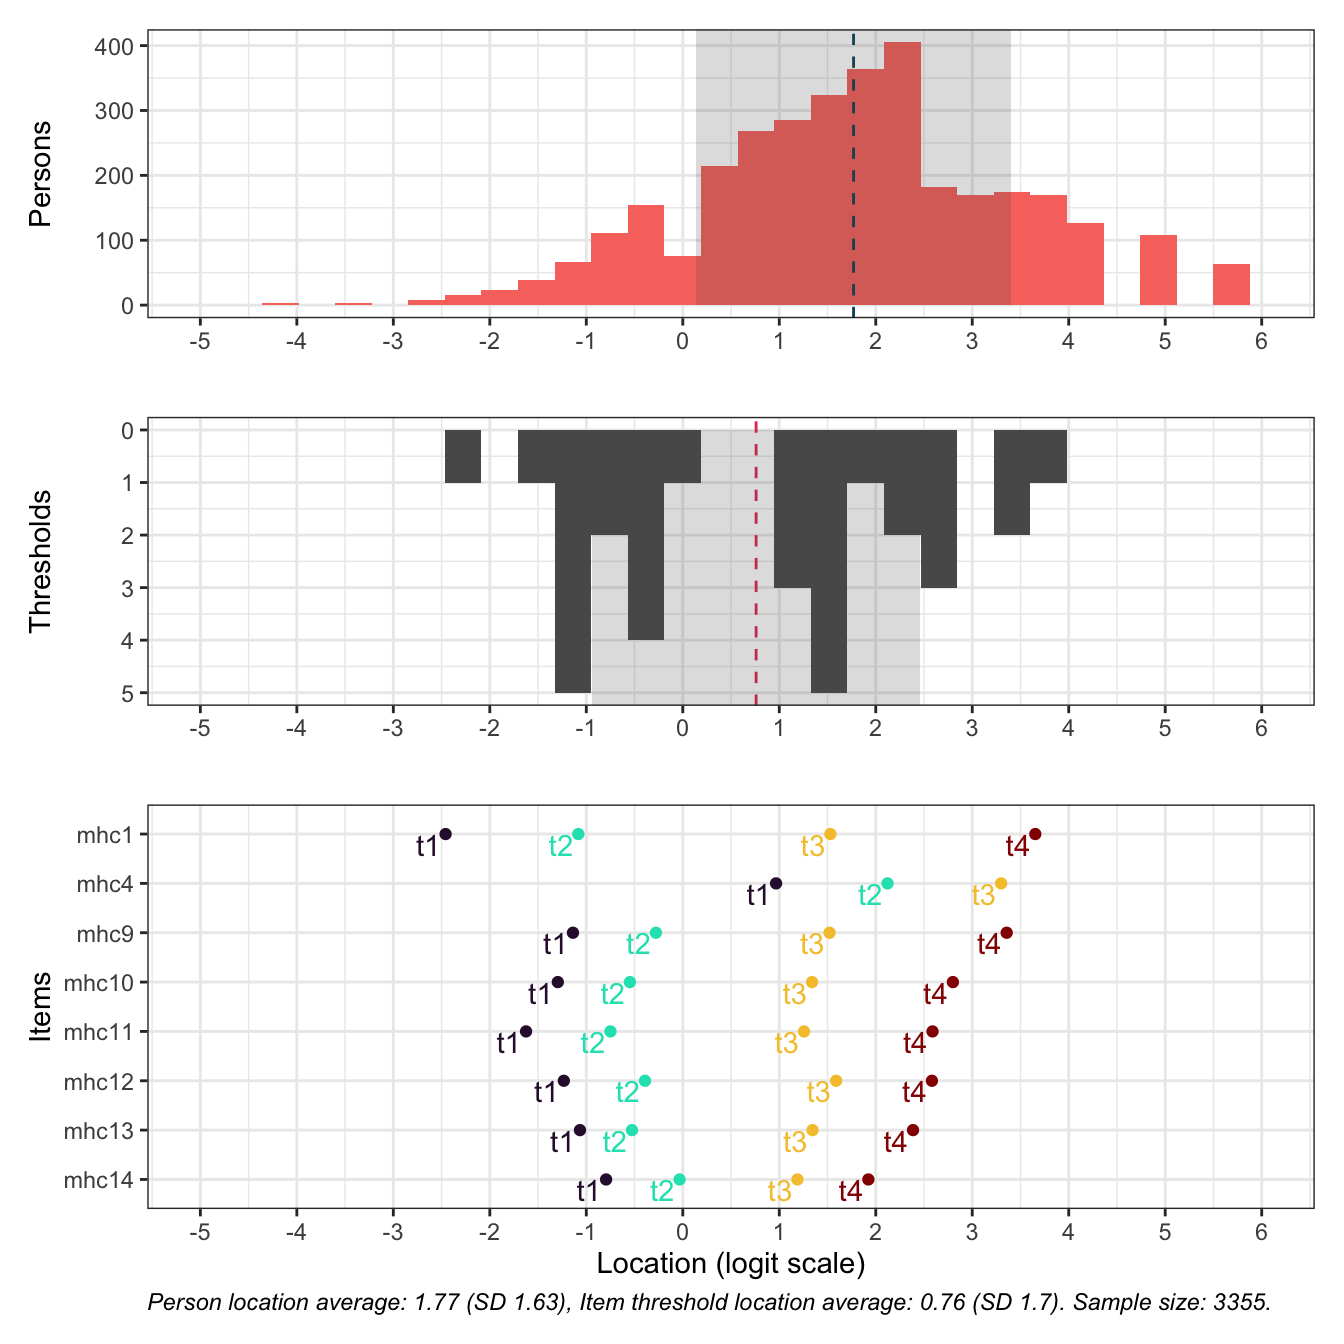 Persons
400
300
200
100
0
-5 -4 -3 -2 -1 0 1 2 3 4 5 6
Thresholds
0
1
2
3
4
5
-5 -4 -3 -2 -1 0 1 2 3 4 5 6
Items
mhc1 t1 t2 t3 t4
mhc4 t1 t2 t3
mhc9 t1 t2 t3 t4
mhc10 t1 t2 t3 t4
mhc11 t1 t2 t3 t4
mhc12 t1 t2 t3 t4
mhc13 t1 t2 t3 t4
mhc14 t1 t2 t3 t4
-5 -4 -3 -2 -1 0 1 2 3 4 5 6
Location (logit scale)
Person location average: 1.77 (SD 1.63), Item threshold location average: 0.76 (SD 1.7). Sample size: 3355.